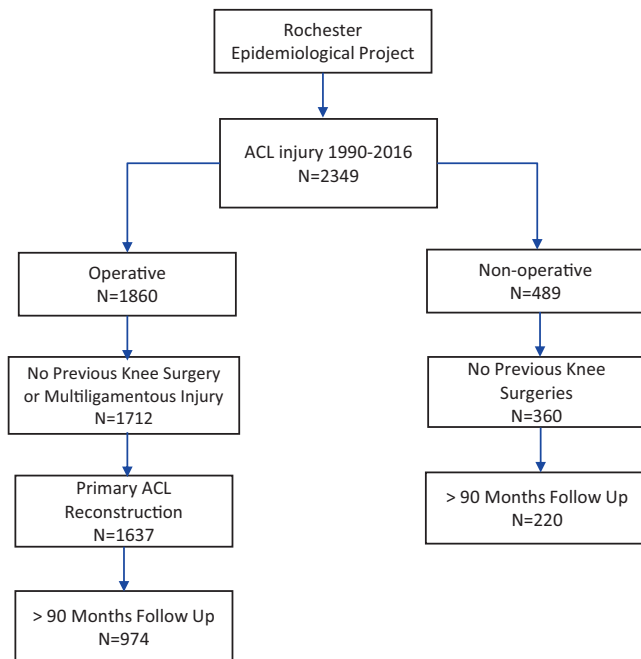 Rochester
Epidemiological Project
ACL injury 1990-2016
N=2349
Operative
N=1860
Non-operative
N=489
No Previous Knee Surgery
or Multiligamentous Injury
N=1712
No Previous Knee
Surgeries
N=360
Primary ACL
Reconstruction
N=1637
> 90 Months Follow Up
N=220
> 90 Months Follow Up
N=974